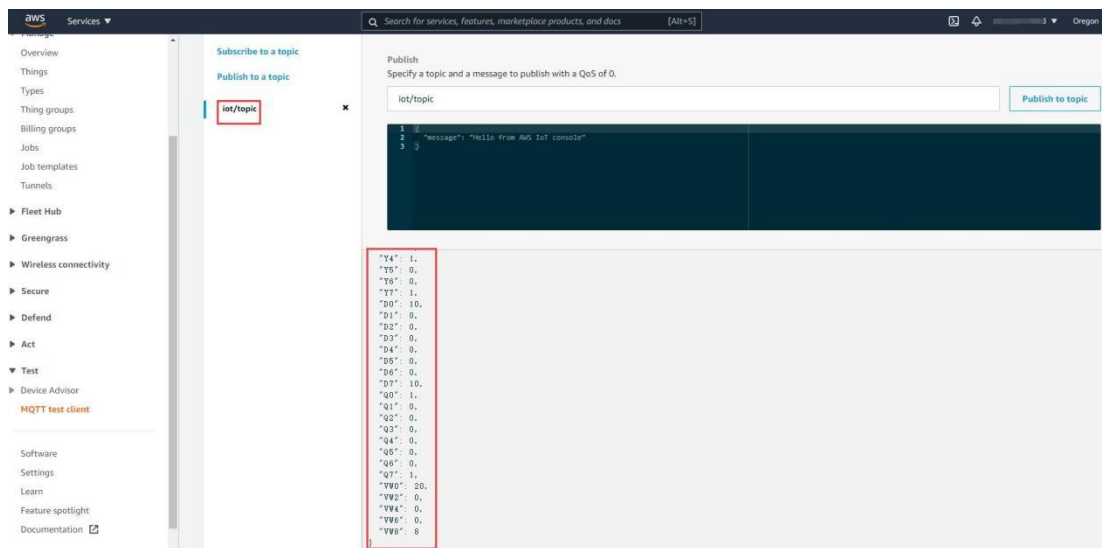 aws Services ▼ Search for services, features, marketplace products, and docs [Alt+S] 3 ▼ Oregon
Manage
Overview
Things
Types
Thing groups
Billing groups
Jobs
Job templates
Tunnels
Fleet Hub
Greengrass
Wireless connectivity
Secure
Defend
Act
Test
Device Advisor
MQTT test client
Software
Settings
Learn
Feature spotlight
Documentation
Subscribe to a topic
Publish to a topic
iot/topic ×
Publish
Specify a topic and a message to publish with a QoS of 0.
iot/topic
Publish to topic
1 {
2 "message": "Hello from AWS IoT console"
3 }
"Y4": 1,
"Y5": 0,
"Y6": 0,
"Y7": 1,
"D0": 10,
"D1": 0,
"D2": 0,
"D3": 0,
"D4": 0,
"D5": 0,
"D6": 0,
"D7": 10,
"Q0": 1,
"Q1": 0,
"Q2": 0,
"Q3": 0,
"Q4": 0,
"Q5": 0,
"Q6": 0,
"Q7": 1,
"VW0": 20,
"VW2": 0,
"VW4": 0,
"VW6": 0,
"VW8": 8
}